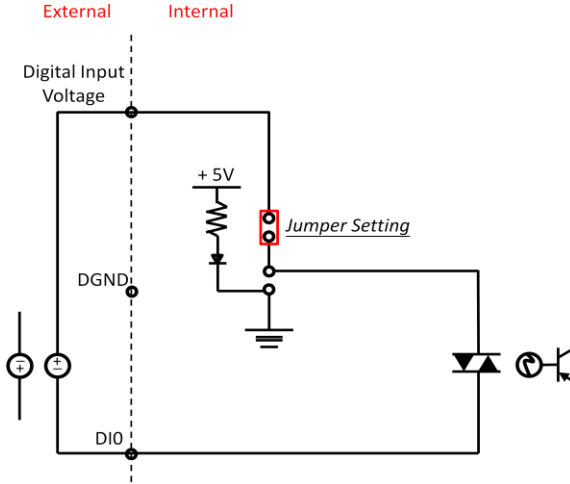 External
Internal
Digital Input
Voltage
+ 5V
Jumper Setting
DGND
DI0